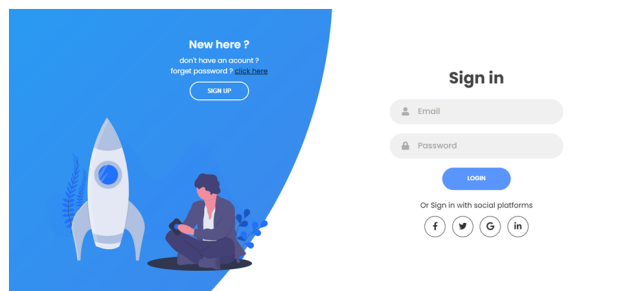 New here ?
don't have an acount ?
forget password ? click here
SIGN UP
Sign in
Email
Password
LOGIN
Or Sign in with social platforms